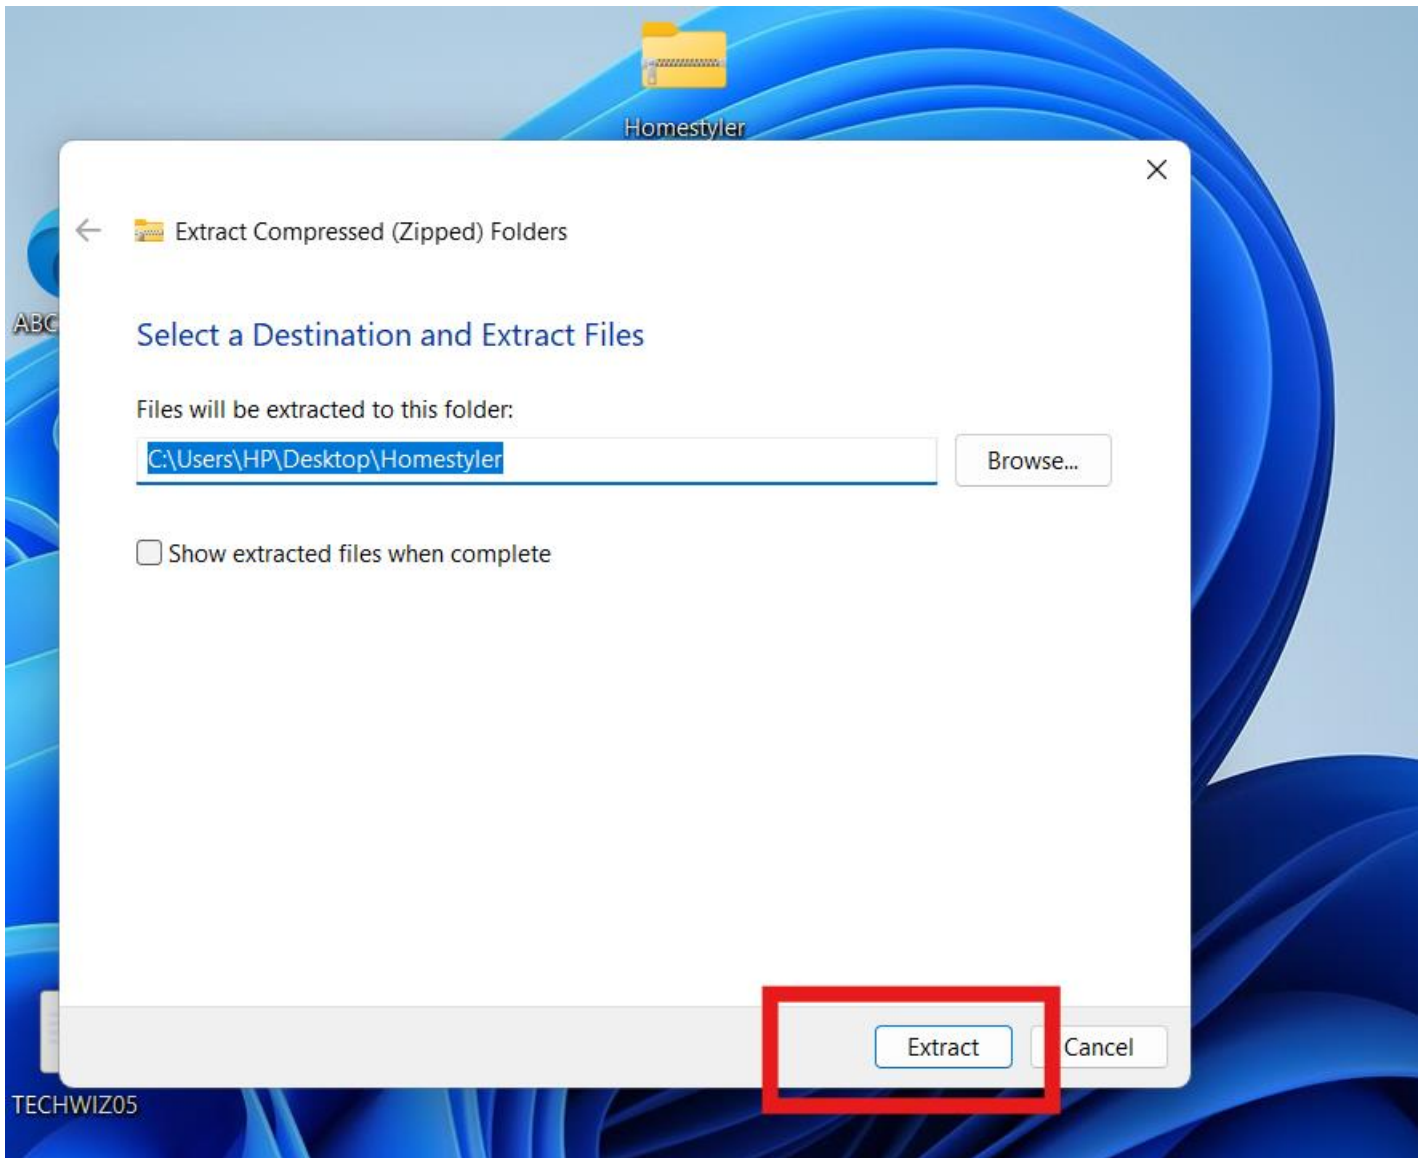 Homestyler
Extract Compressed (Zipped) Folders
ABC
Select a Destination and Extract Files
Files will be extracted to this folder:
C:\Users\HP\Desktop\Homestyler
Browse...
Show extracted files when complete
Extract
Cancel
TECHWIZ05